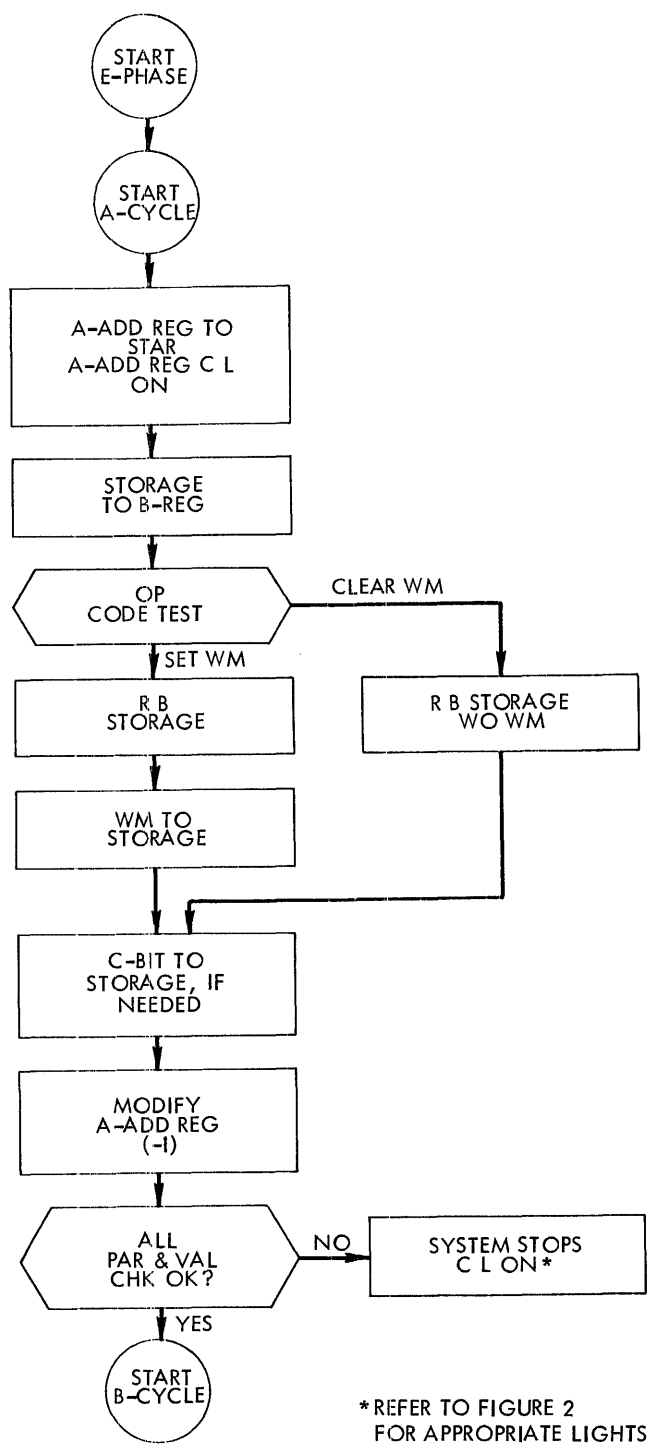 START
E-PHASE
START
A-CYCLE
A-ADD REG TO
STAR
A-ADD REG C L
ON
STORAGE
TO B-REG
OP
CODE TEST
CLEAR WM
SET WM
R B
STORAGE
R B STORAGE
WO WM
WM TO
STORAGE
C-BIT TO
STORAGE, IF
NEEDED
MODIFY
A-ADD REG
(-1)
ALL
PAR & VAL
CHK OK?
NO
SYSTEM STOPS
C L ON*
YES
START
B-CYCLE
*REFER TO FIGURE 2
FOR APPROPRIATE LIGHTS